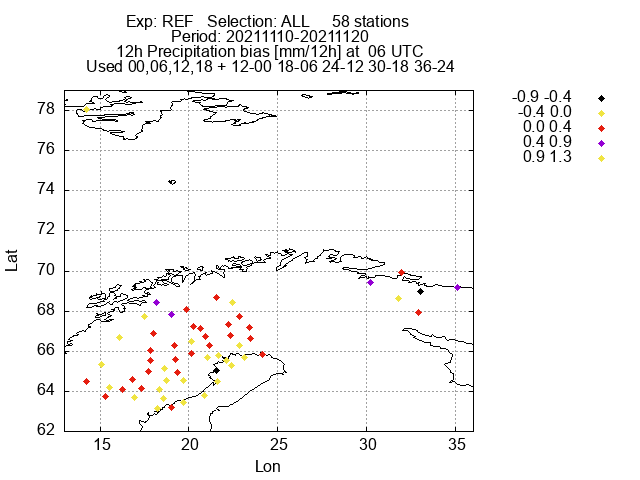 Exp: REF Selection: ALL 58 stations
Period: 20211110-20211120
12h Precipitation bias [mm/12h] at 06 UTC
Used 00,06,12,18 + 12-00 18-06 24-12 30-18 36-24
-0.9 -0.4
-0.4 0.0
0.0 0.4
0.4 0.9
0.9 1.3
78
76
74
72
70
68
66
64
62
Lat
15 20 25 30 35
Lon